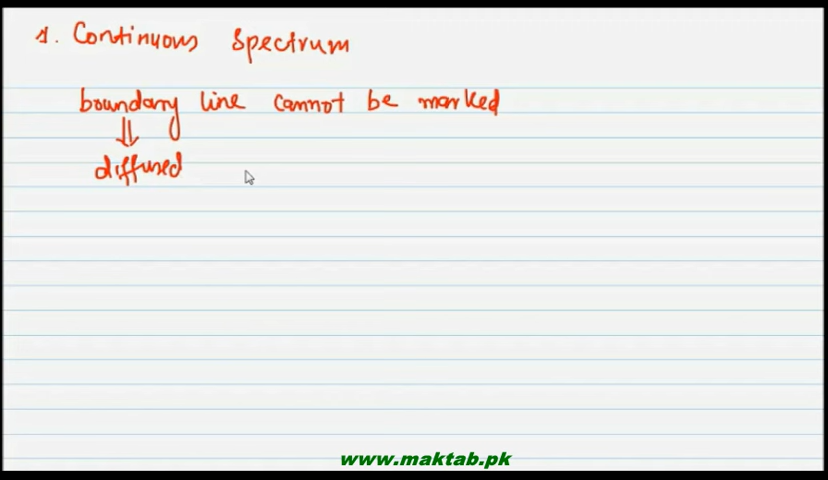 1. Continuous Spectrum
boundary line cannot be marked
⇓
diffused
www.maktab.pk